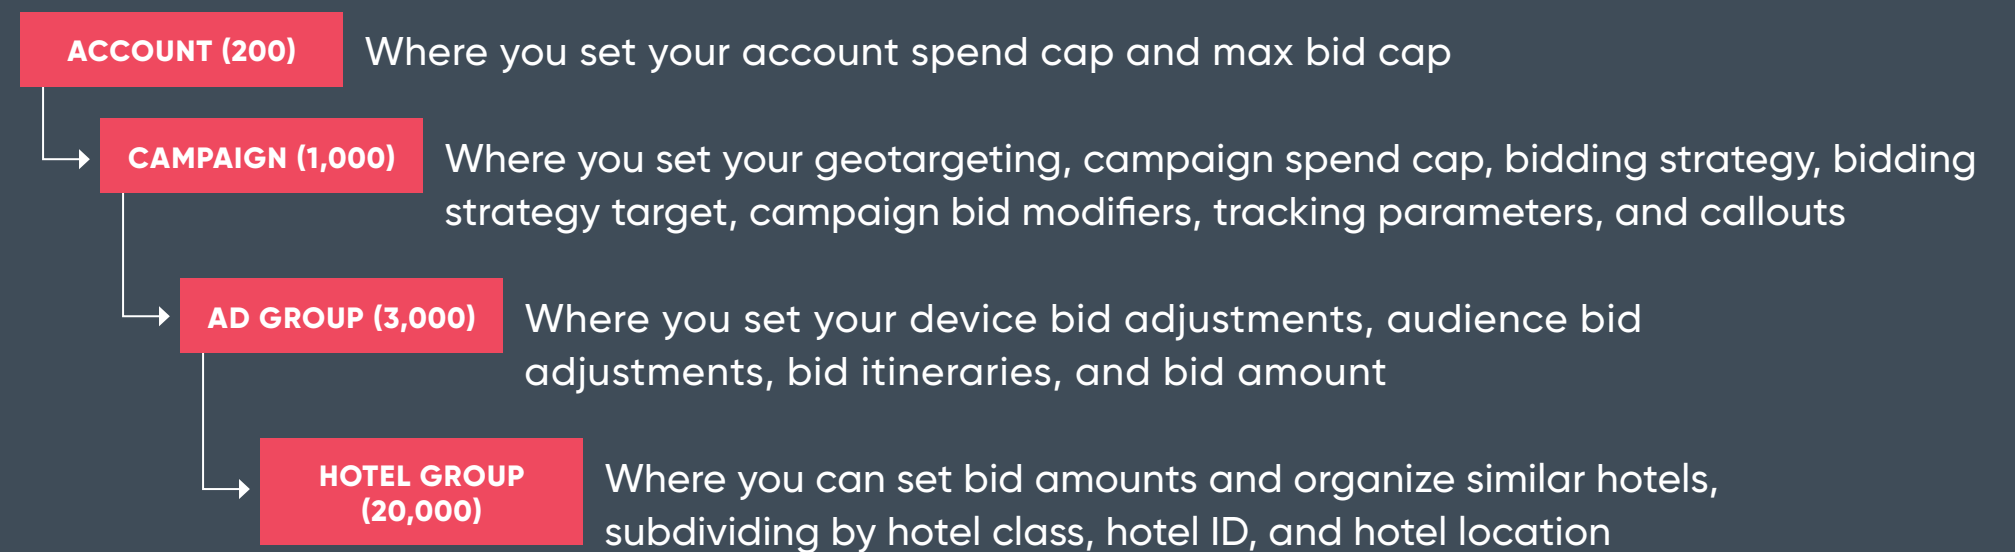 ACCOUNT (200)
Where you set your account spend cap and max bid cap
CAMPAIGN (1,000)
Where you set your geotargeting, campaign spend cap, bidding strategy, bidding
strategy target, campaign bid modifiers, tracking parameters, and callouts
AD GROUP (3,000)
Where you set your device bid adjustments, audience bid
adjustments, bid itineraries, and bid amount
HOTEL GROUP
(20,000)
Where you can set bid amounts and organize similar hotels,
subdividing by hotel class, hotel ID, and hotel location